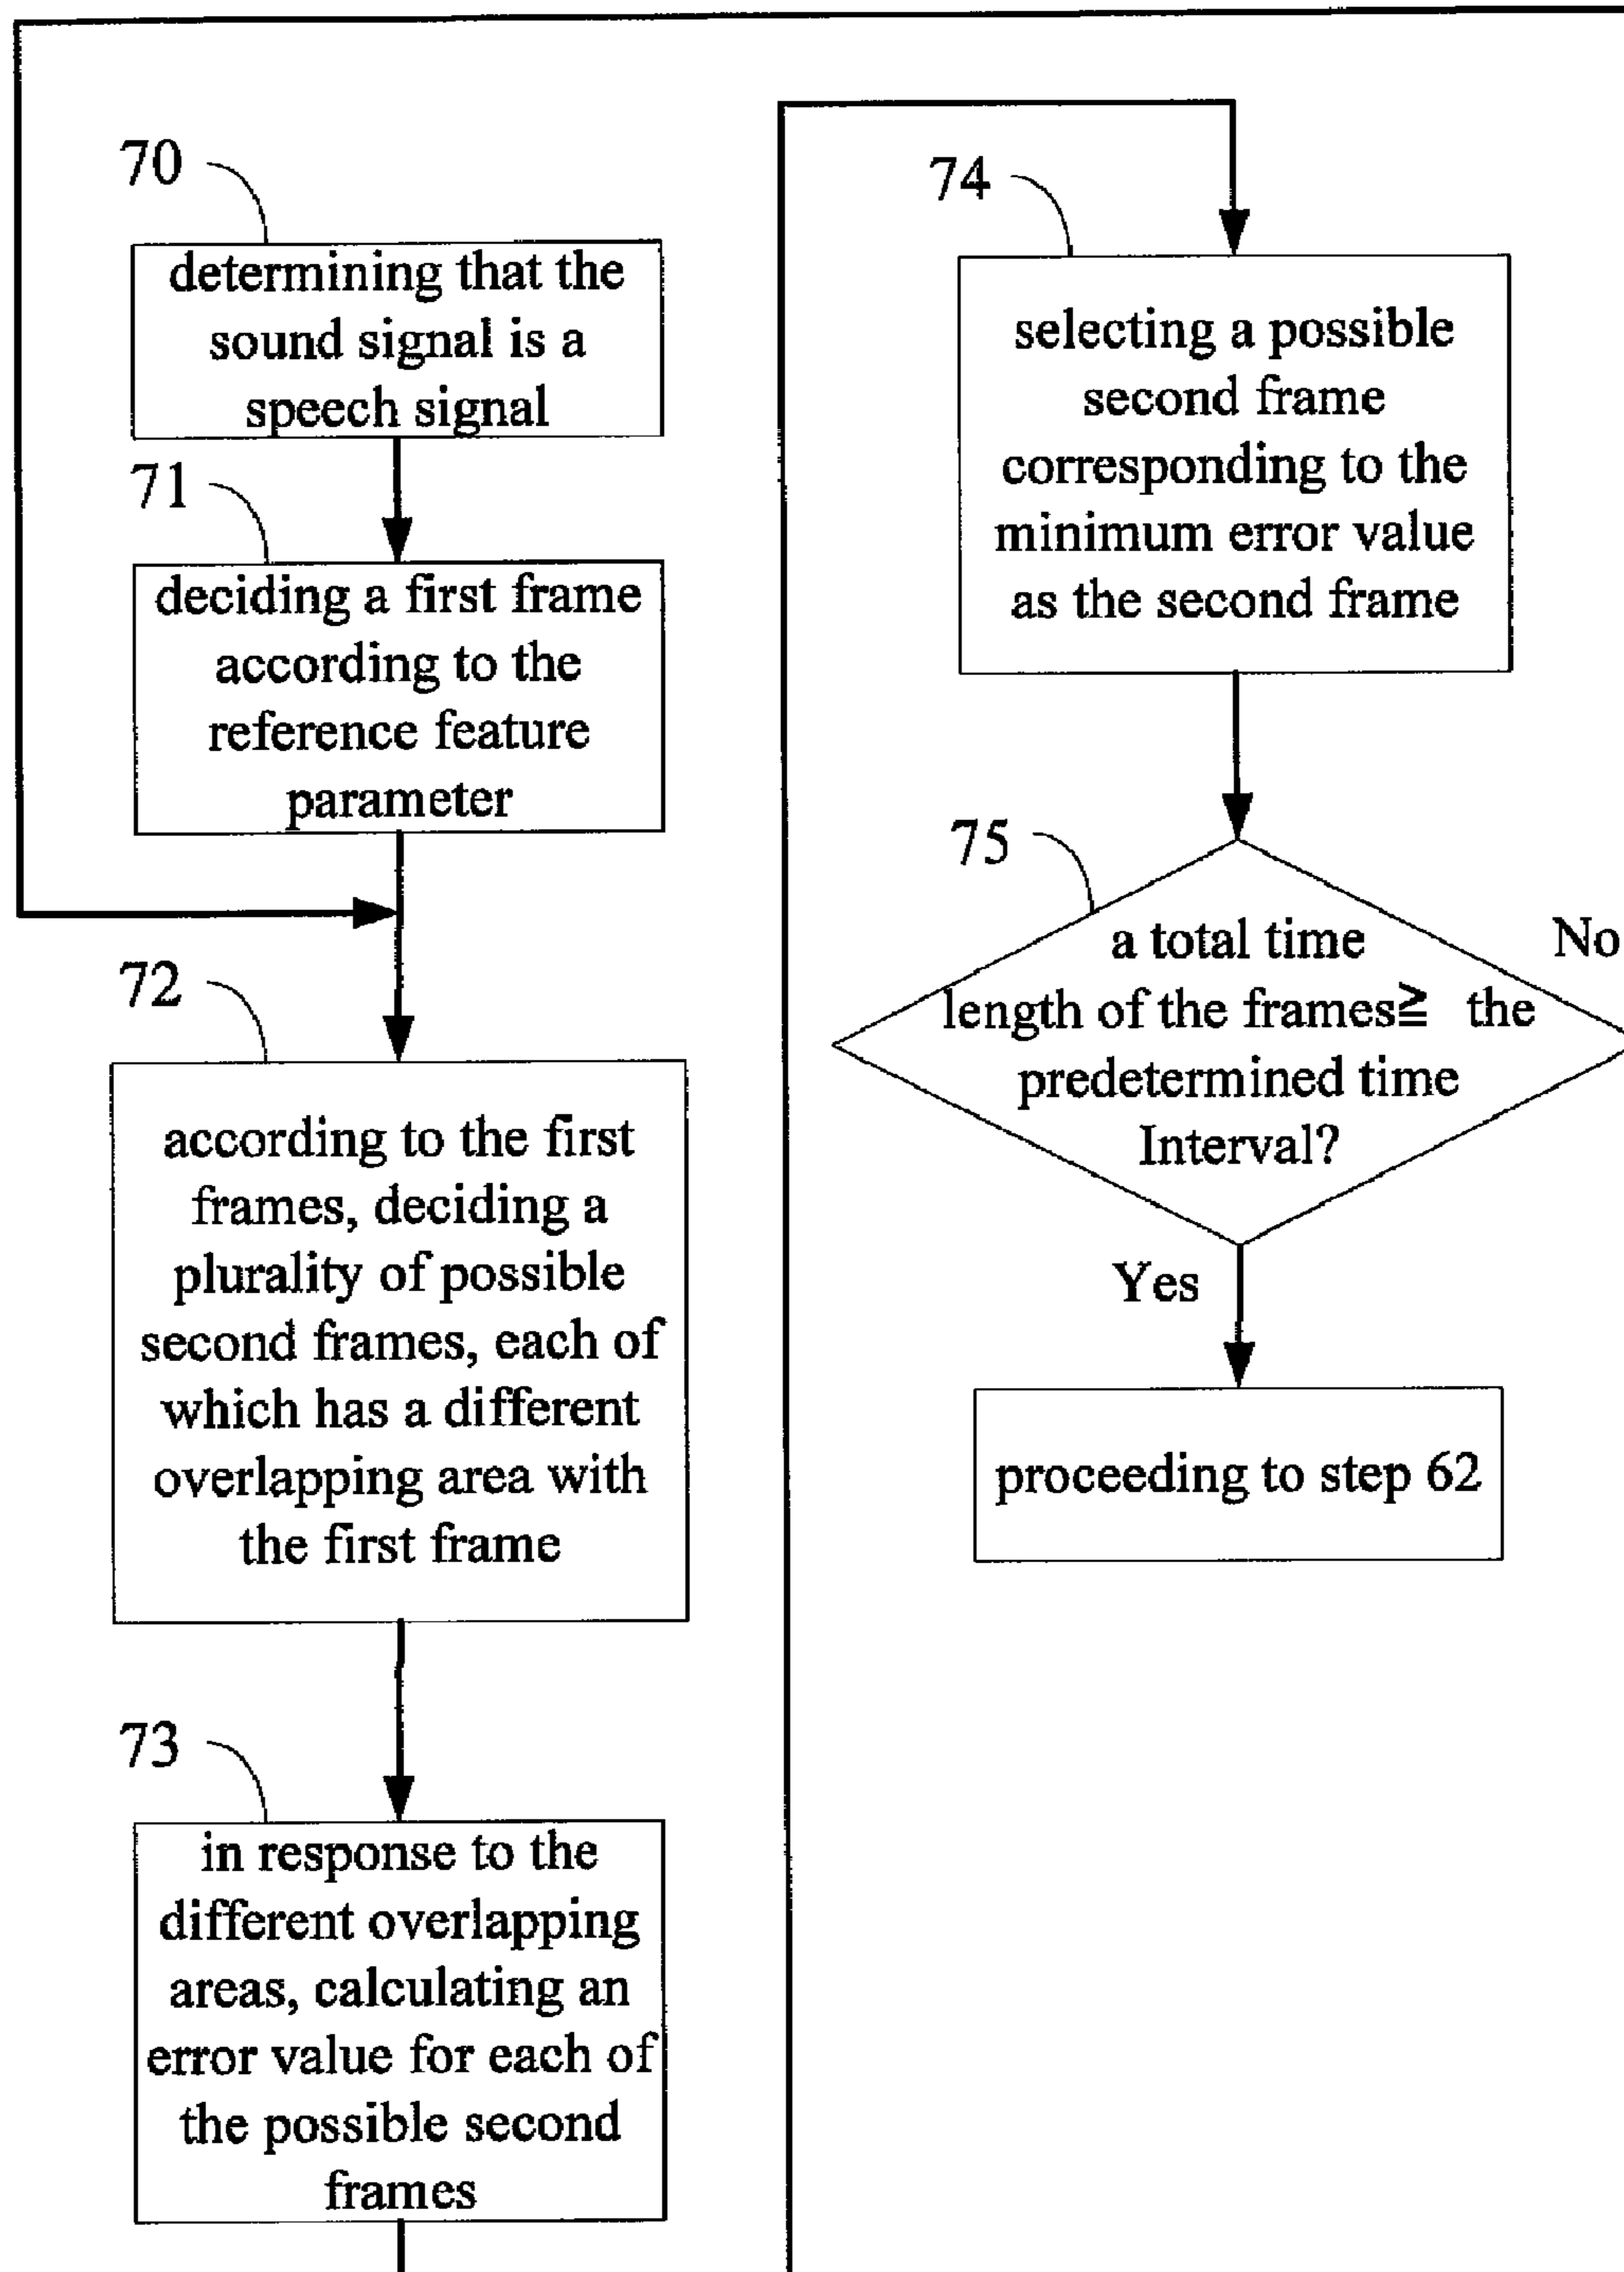 70
determining that the
sound signal is a
speech signal
71
deciding a first frame
according to the
reference feature
parameter
72
according to the first
frames, deciding a
plurality of possible
second frames, each of
which has a different
overlapping area with
the first frame
73
in response to the
different overlapping
areas, calculating an
error value for each of
the possible second
frames
74
selecting a possible
second frame
corresponding to the
minimum error value
as the second frame
75
a total time
length of the frames≧ the
predetermined time
Interval?
No
Yes
proceeding to step 62